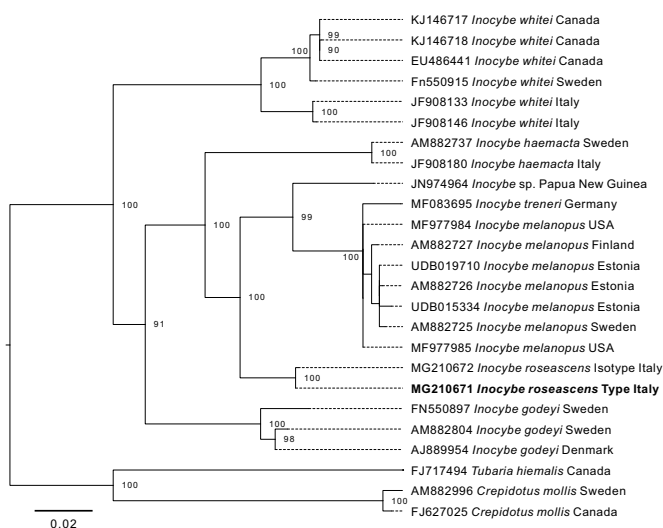 KJ146717 Inocybe whitei Canada
99
KJ146718 Inocybe whitei Canada
100
90
EU486441 Inocybe whitei Canada
100
Fn550915 Inocybe whitei Sweden
JF908133 Inocybe whitei Italy
100
JF908146 Inocybe whitei Italy
AM882737 Inocybe haemacta Sweden
100
JF908180 Inocybe haemacta Italy
JN974964 Inocybe sp. Papua New Guinea
100
MF083695 Inocybe treneri Germany
99
100
MF977984 Inocybe melanopus USA
AM882727 Inocybe melanopus Finland
100
UDB019710 Inocybe melanopus Estonia
AM882726 Inocybe melanopus Estonia
100
UDB015334 Inocybe melanopus Estonia
91
AM882725 Inocybe melanopus Sweden
MF977985 Inocybe melanopus USA
MG210672 Inocybe roseascens Isotype Italy
100
MG210671 Inocybe roseascens Type Italy
FN550897 Inocybe godeyi Sweden
100
AM882804 Inocybe godeyi Sweden
98
AJ889954 Inocybe godeyi Denmark
FJ717494 Tubaria hiemalis Canada
100
AM882996 Crepidotus mollis Sweden
100
FJ627025 Crepidotus mollis Canada
0.02